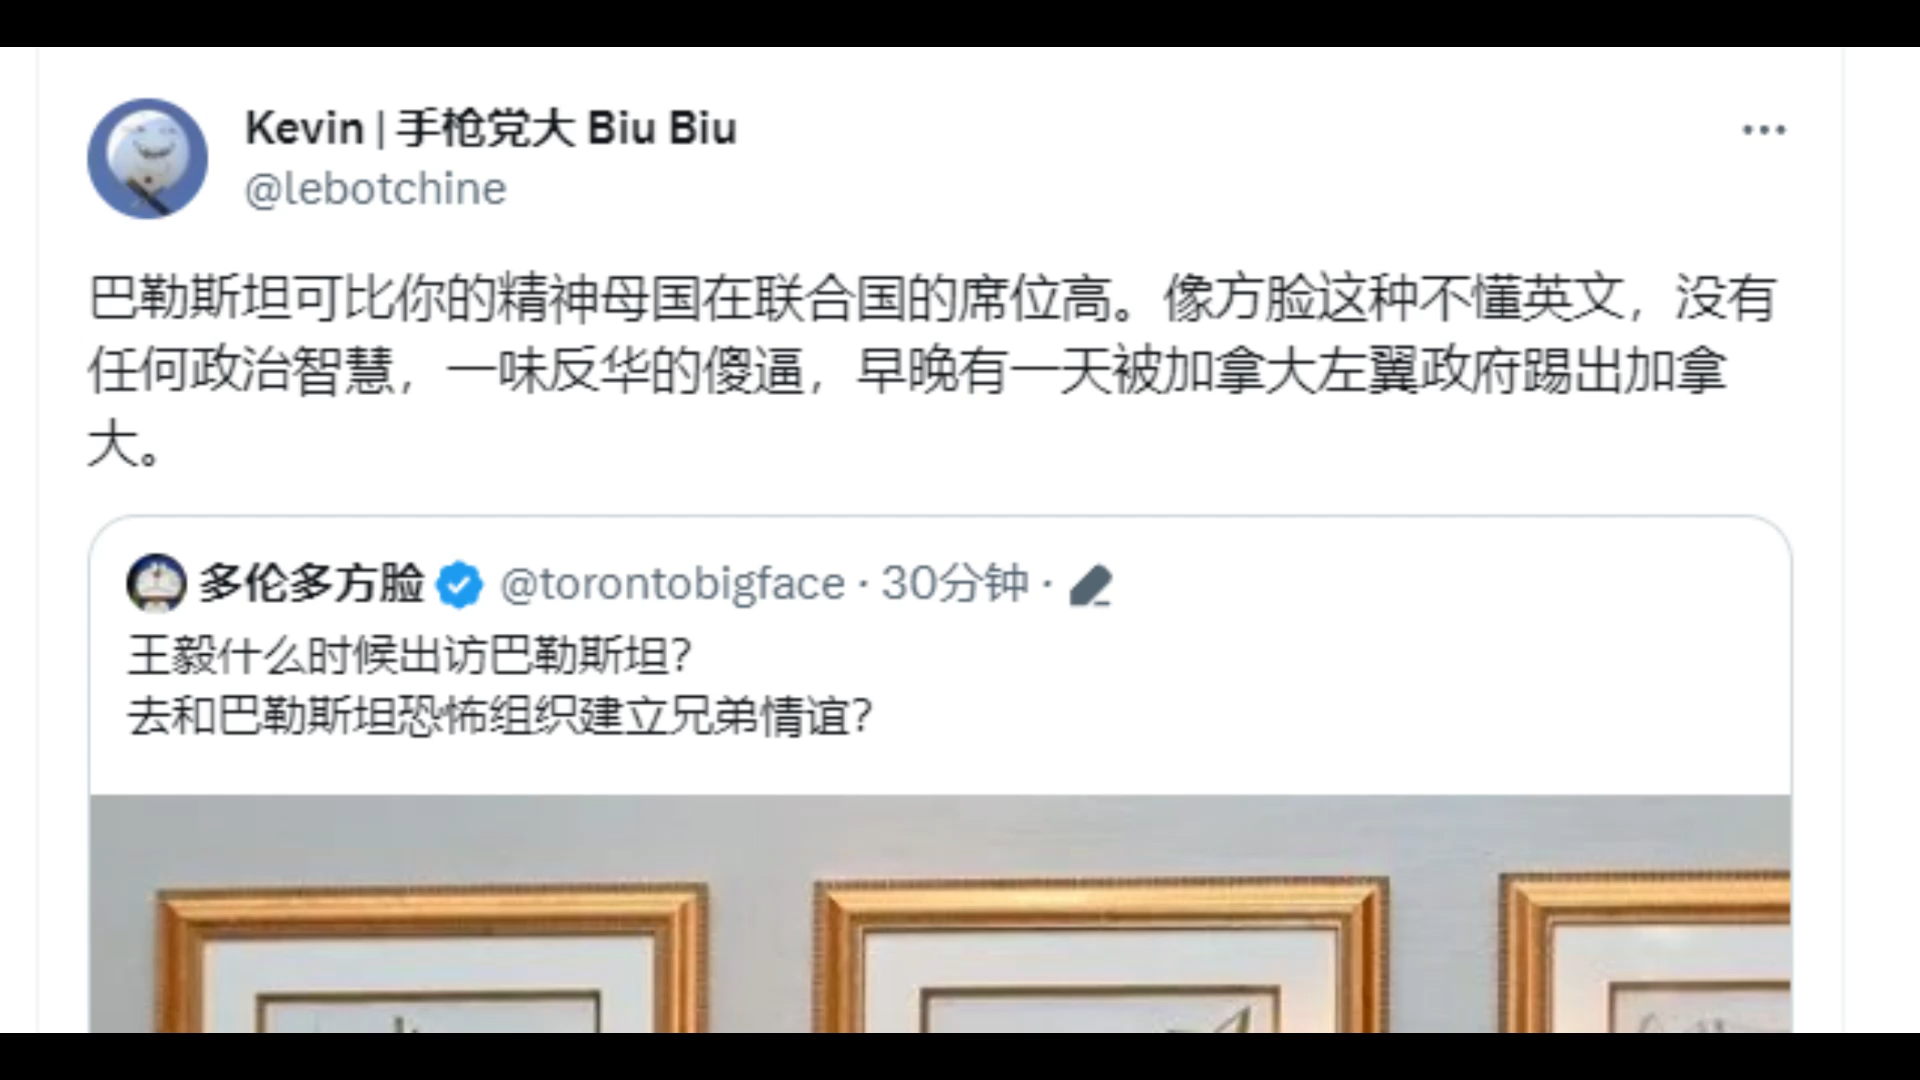 Kevin | 手枪党大 Biu Biu
@lebotchine
巴勒斯坦可比你的精神母国在联合国的席位高。像方脸这种不懂英文，没有
任何政治智慧，一味反华的傻逼，早晚有一天被加拿大左翼政府踢出加拿
大。
多伦多方脸 @torontobigface · 30分钟 ·
王毅什么时候出访巴勒斯坦？
去和巴勒斯坦恐怖组织建立兄弟情谊？